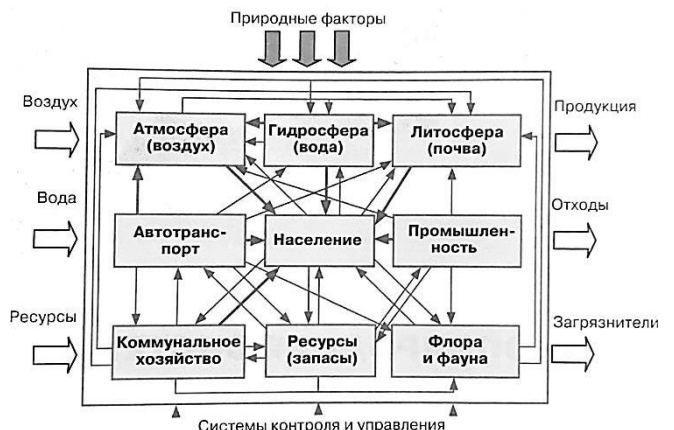 Природные факторы
Воздух
Атмосфера
(воздух)
Гидросфера
(вода)
Литосфера
(почва)
Продукция
Вода
Автотранс-
порт
Население
Промышлен-
ность
Отходы
Ресурсы
Коммунальное
хозяйство
Ресурсы
(запасы)
Флора
и фауна
Загрязнители
Системы контроля и управления